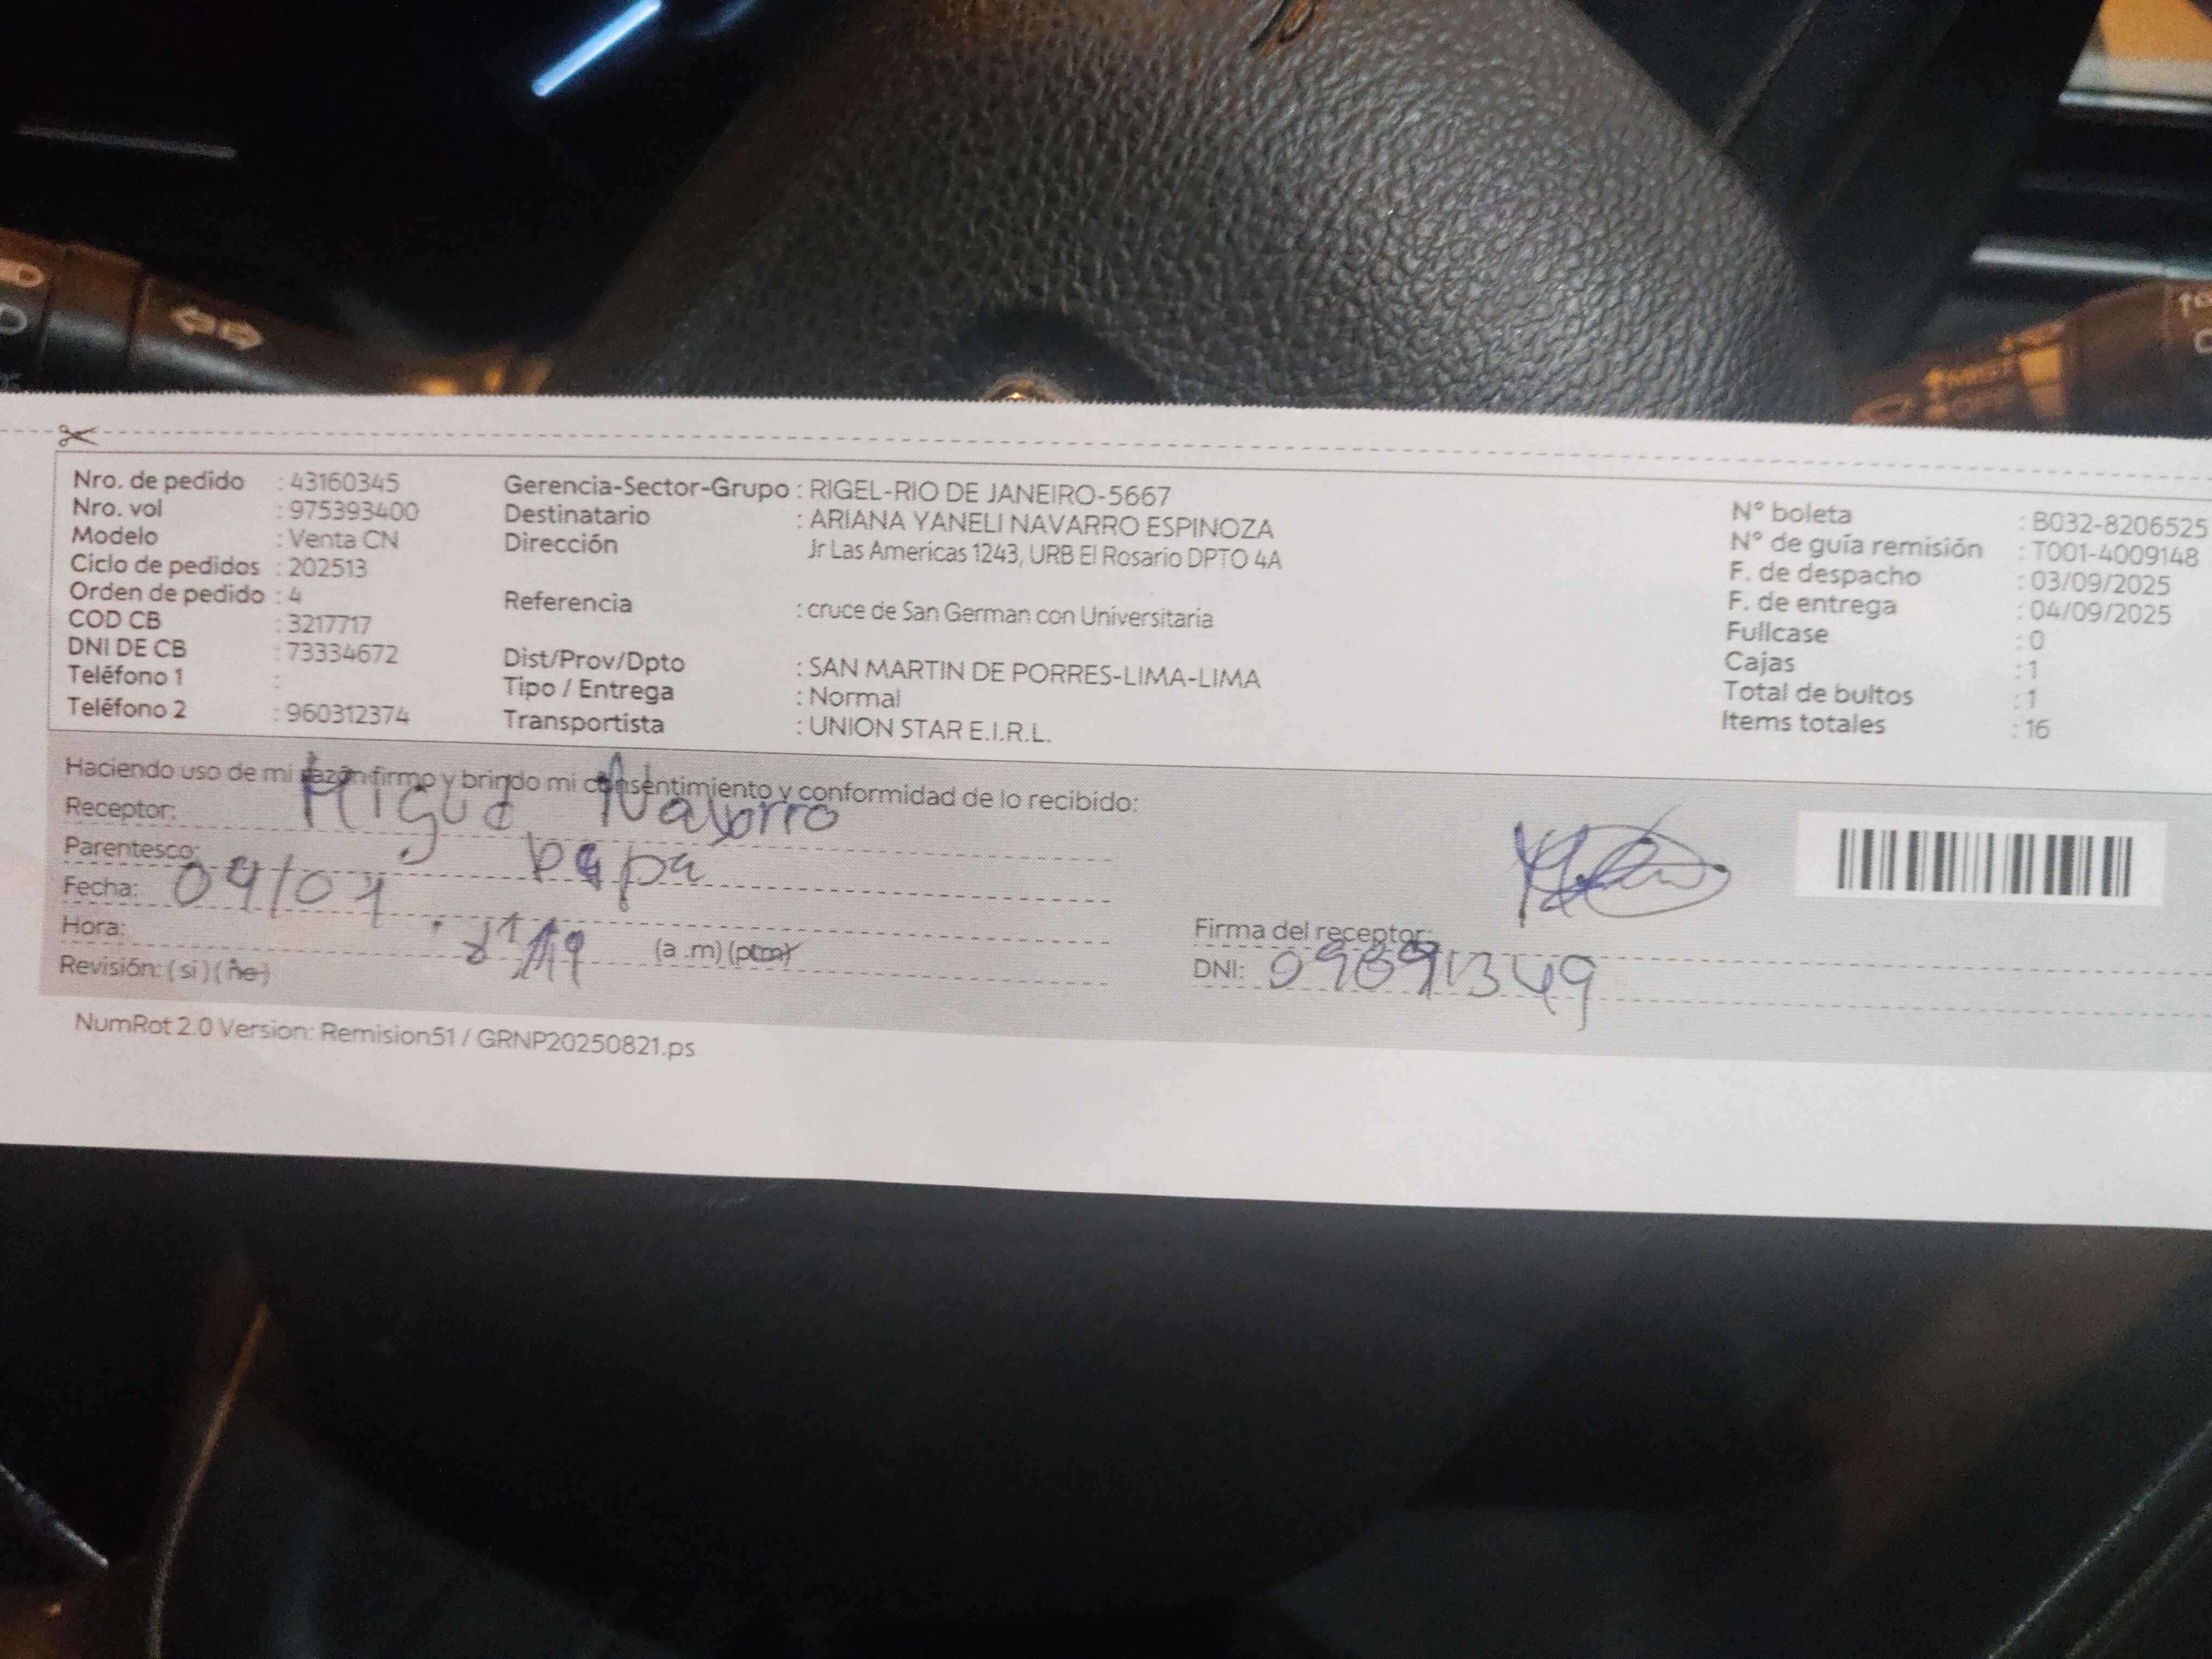 Nro. de pedido : 43160345
Nro. vol : 975393400
Modelo : Venta CN
Ciclo de pedidos : 202513
Orden de pedido : 4
COD CB : 3217717
DNI DE CB : 73334672
Teléfono 1 :
Teléfono 2 : 960312374
Gerencia-Sector-Grupo : RIGEL-RIO DE JANEIRO-5667
Destinatario : ARIANA YANELI NAVARRO ESPINOZA
Dirección Jr Las Americas 1243, URB El Rosario DPTO 4A
Referencia : cruce de San German con Universitaria
Dist/Prov/Dpto : SAN MARTIN DE PORRES-LIMA-LIMA
Tipo / Entrega : Normal
Transportista : UNION STAR E.I.R.L.
N° boleta : B032-8206525
N° de guía remisión : T001-4009148
F. de despacho : 03/09/2025
F. de entrega : 04/09/2025
Fullcase : 0
Cajas : 1
Total de bultos : 1
Items totales : 16
Haciendo uso de mi razón firmo y brindo mi consentimiento y conformidad de lo recibido:
Receptor: Miguel Navarro
Parentesco: papa
Fecha:
Hora: (a .m) (p.m)
Revisión: (si) (no)
Firma del receptor:
DNI:
NumRot 2.0 Version: Remision51 / GRNP20250821.ps
MIST